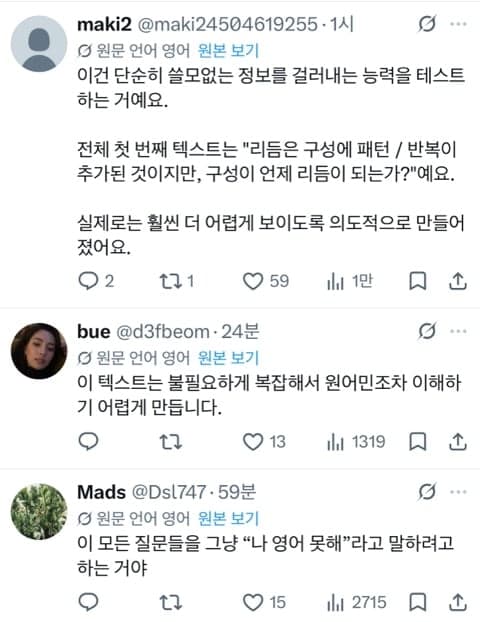 maki2 @maki24504619255 · 1시
원문 언어 영어 원본 보기
이건 단순히 쓸모없는 정보를 걸러내는 능력을 테스트
하는 거예요.
전체 첫 번째 텍스트는 "리듬은 구성에 패턴 / 반복이
추가된 것이지만, 구성이 언제 리듬이 되는가?"예요.
실제로는 훨씬 더 어렵게 보이도록 의도적으로 만들어
졌어요.
2 1 59 1만
bue @d3fbeom · 24분
원문 언어 영어 원본 보기
이 텍스트는 불필요하게 복잡해서 원어민조차 이해하
기 어렵게 만듭니다.
13 1319
Mads @Dsl747 · 59분
원문 언어 영어 원본 보기
이 모든 질문들을 그냥 “나 영어 못해”라고 말하려고
하는 거야
15 2715